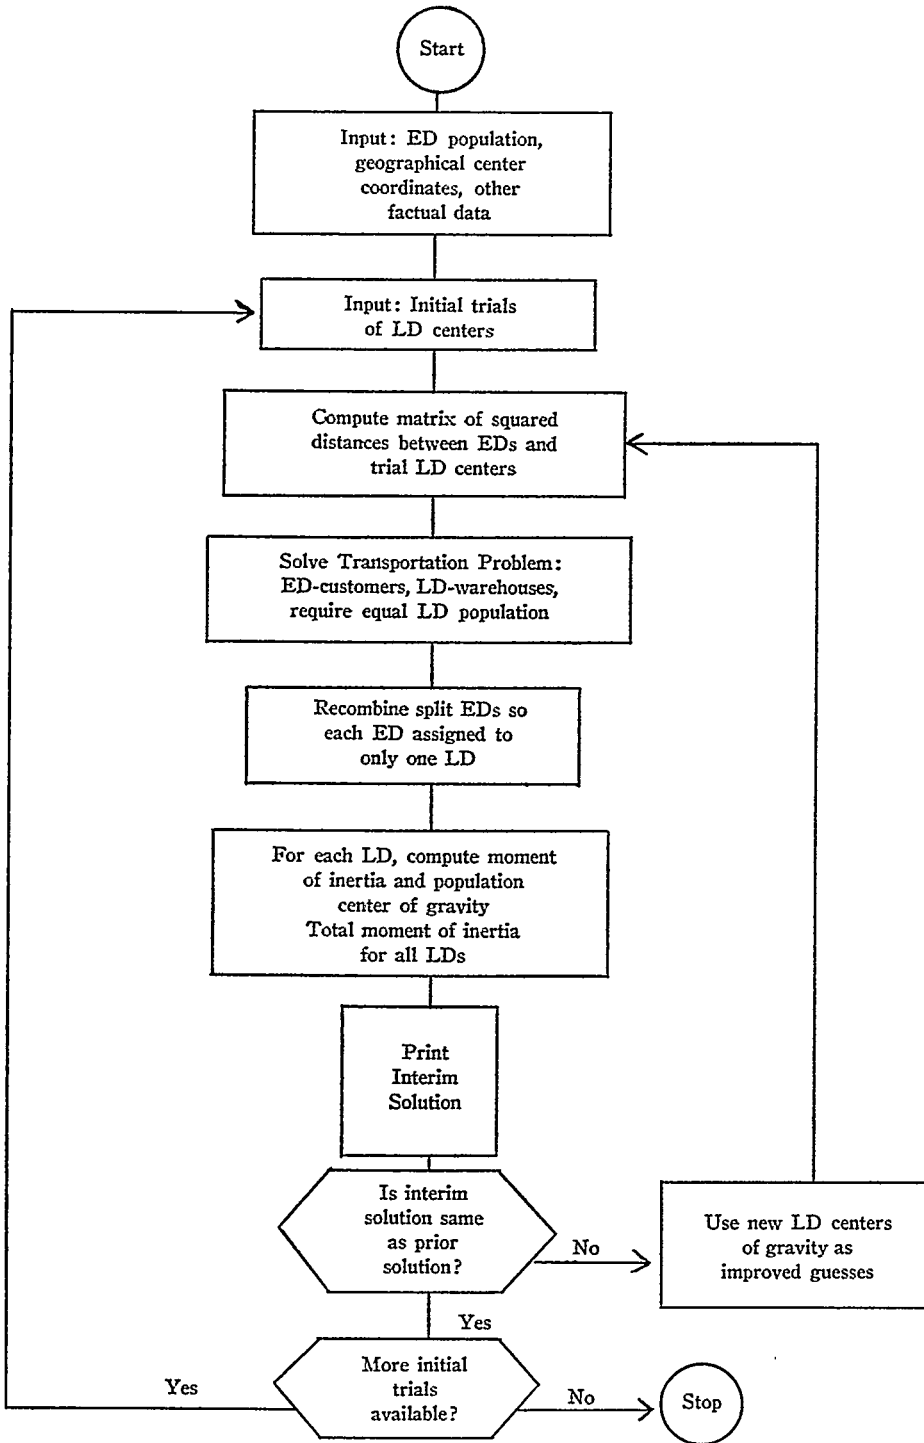 Start
Input: ED population,
geographical center
coordinates, other
factual data
Input: Initial trials
of LD centers
Compute matrix of squared
distances between EDs and
trial LD centers
Solve Transportation Problem:
ED-customers, LD-warehouses,
require equal LD population
Recombine split EDs so
each ED assigned to
only one LD
For each LD, compute moment
of inertia and population
center of gravity
Total moment of inertia
for all LDs
Print
Interim
Solution
Is interim
solution same
as prior
solution?
No
Use new LD centers
of gravity as
improved guesses
Yes
More initial
trials
available?
Yes
No
Stop